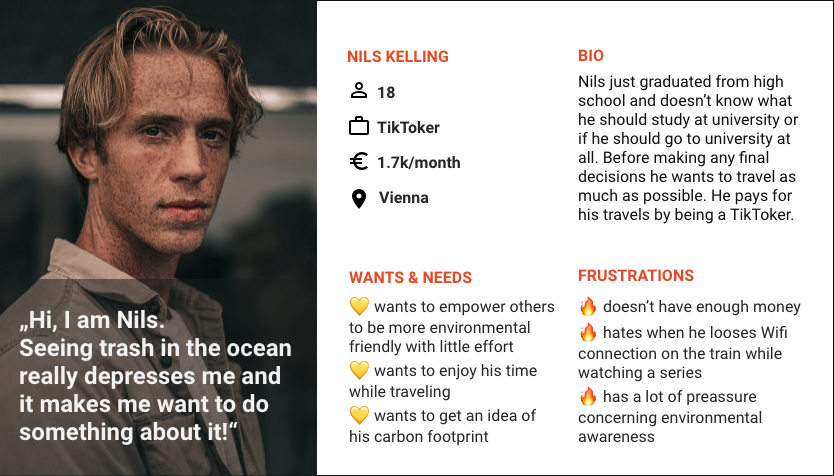 „Hi, I am Nils.
Seeing trash in the ocean
really depresses me and
it makes me want to do
something about it!“
NILS KELLING
18
TikToker
€ 1.7k/month
Vienna
BIO
Nils just graduated from high
school and doesn’t know what
he should study at university or
if he should go to university at
all. Before making any final
decisions he wants to travel as
much as possible. He pays for
his travels by being a TikToker.
WANTS & NEEDS
💛 wants to empower others
to be more environmental
friendly with little effort
💛 wants to enjoy his time
while traveling
💛 wants to get an idea of
his carbon footprint
FRUSTRATIONS
🔥 doesn’t have enough money
🔥 hates when he looses Wifi
connection on the train while
watching a series
🔥 has a lot of preassure
concerning environmental
awareness